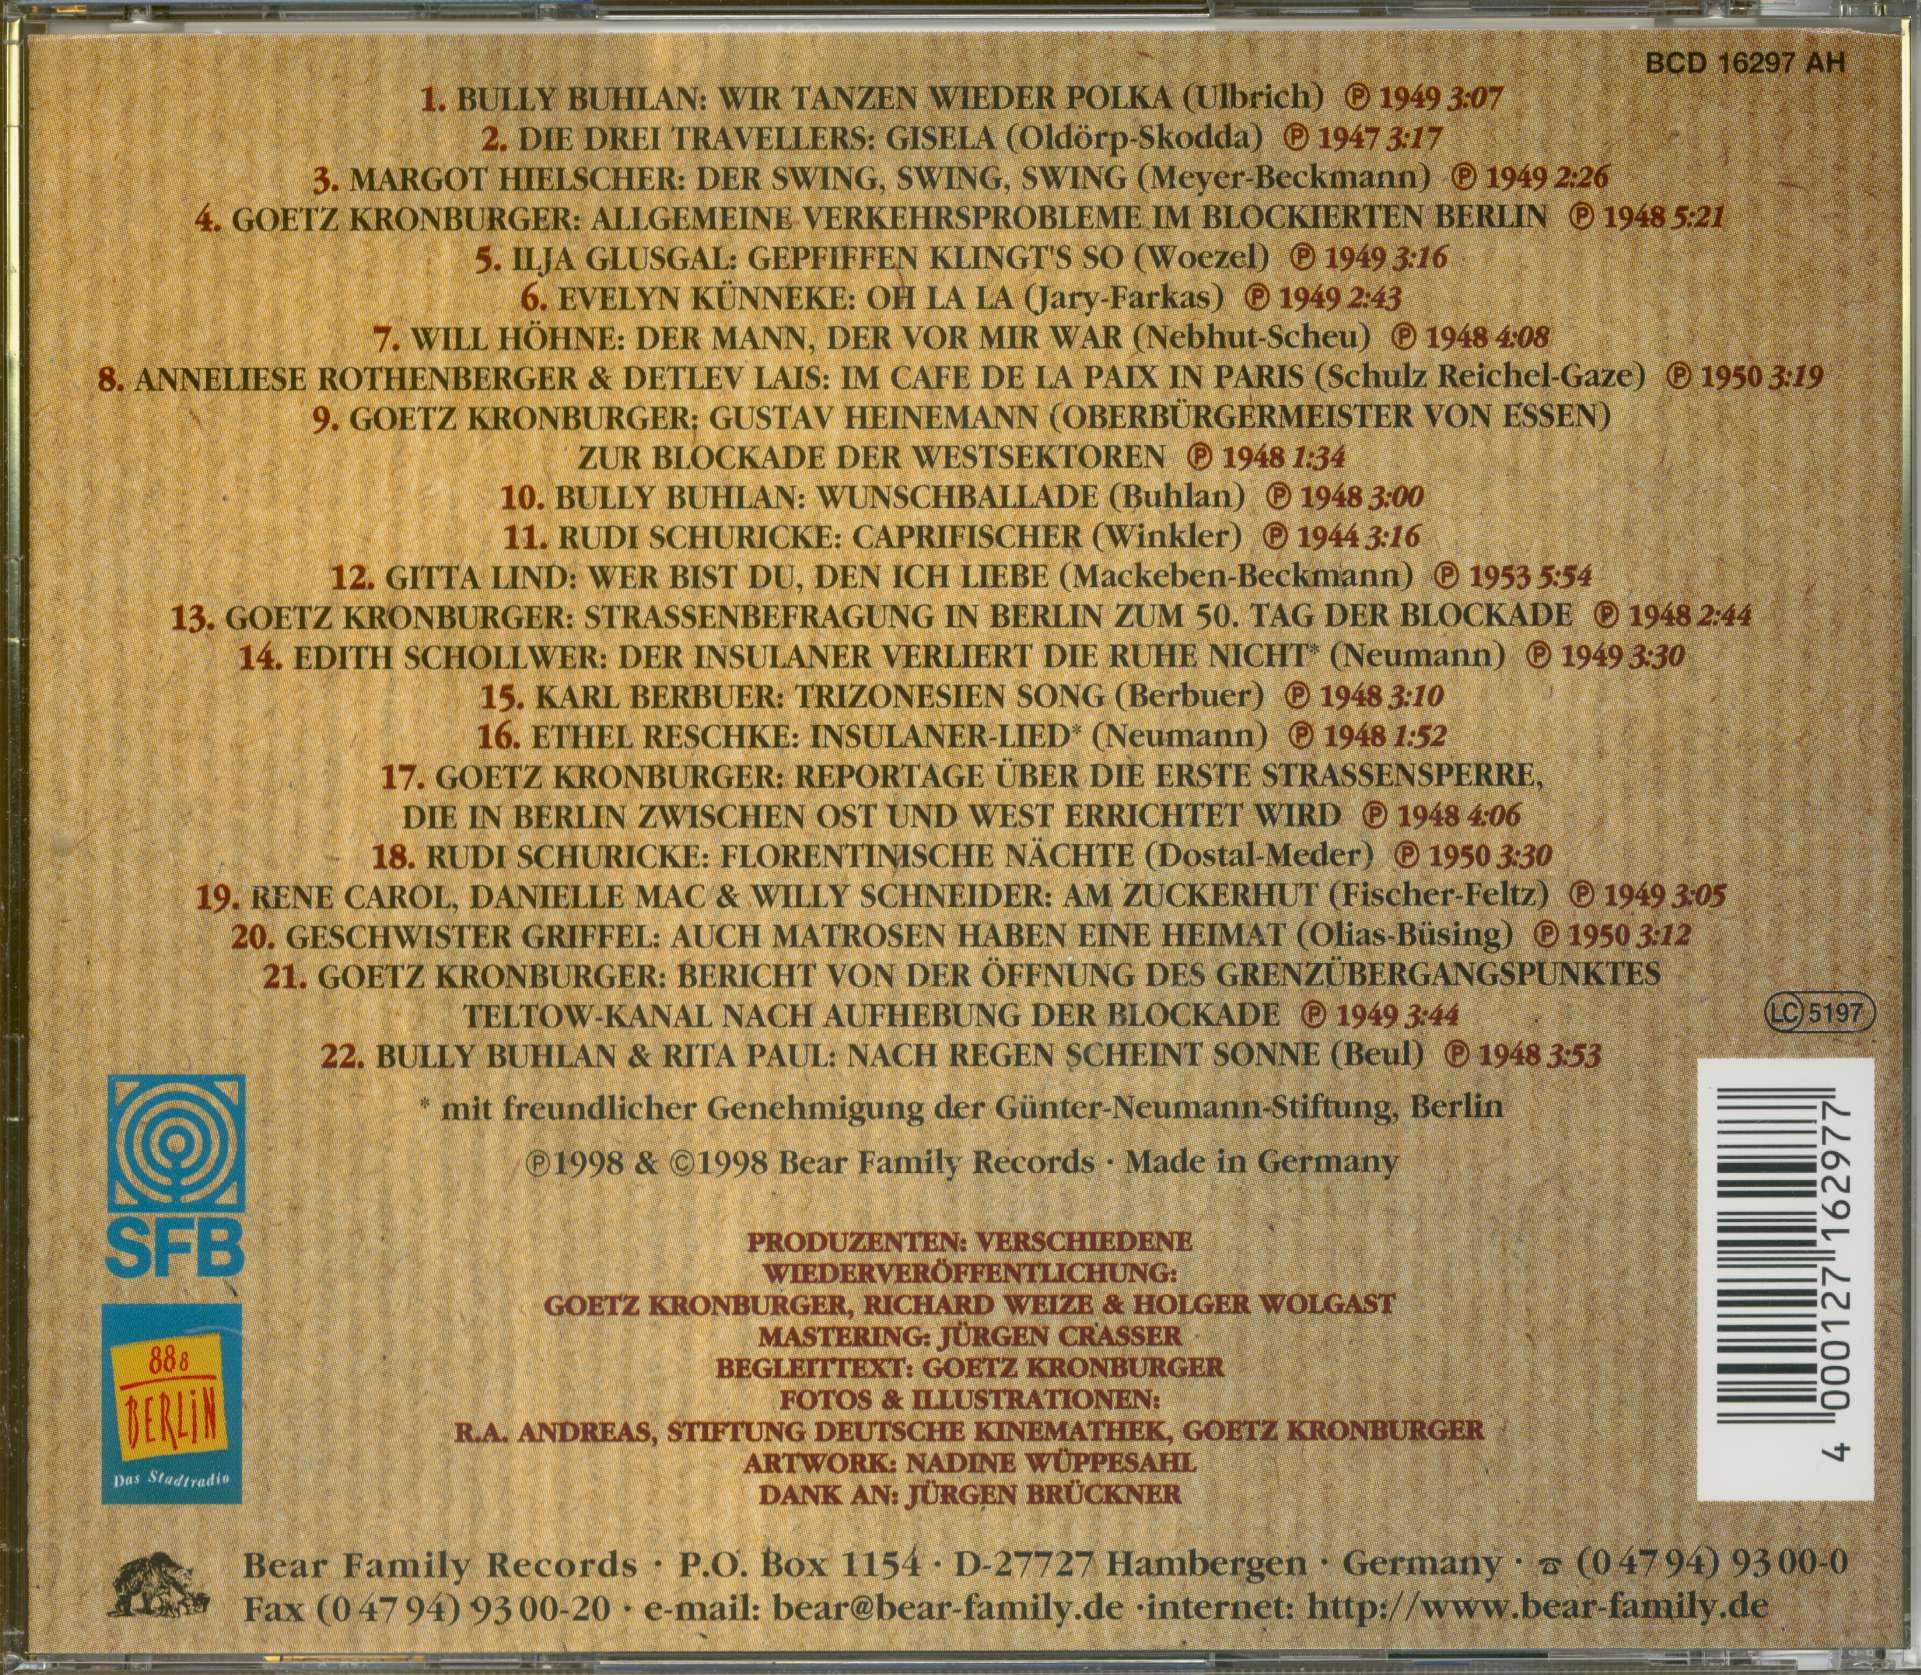 BCD 16297 AH
1. BULLY BUHLAN: WIR TANZEN WIEDER POLKA (Ulbrich) ℗ 1949 3:07
2. DIE DREI TRAVELLERS: GISELA (Oldörp-Skodda) ℗ 1947 3:17
3. MARGOT HIELSCHER: DER SWING, SWING, SWING (Meyer-Beckmann) ℗ 1949 2:26
4. GOETZ KRONBURGER: ALLGEMEINE VERKEHRSPROBLEME IM BLOCKIERTEN BERLIN ℗ 1948 5:21
5. ILJA GLUSGAL: GEPFIFFEN KLINGT'S SO (Woezel) ℗ 1949 3:16
6. EVELYN KÜNNEKE: OH LA LA (Jary-Farkas) ℗ 1949 2:43
7. WILL HÖHNE: DER MANN, DER VOR MIR WAR (Nebhut-Scheu) ℗ 1948 4:08
8. ANNELIESE ROTHENBERGER & DETLEV LAIS: IM CAFE DE LA PAIX IN PARIS (Schulz Reichel-Gaze) ℗ 1950 3:19
9. GOETZ KRONBURGER: GUSTAV HEINEMANN (OBERBÜRGERMEISTER VON ESSEN)
ZUR BLOCKADE DER WESTSEKTOREN ℗ 1948 1:34
10. BULLY BUHLAN: WUNSCHBALLADE (Buhlan) ℗ 1948 3:00
11. RUDI SCHURICKE: CAPRIFISCHER (Winkler) ℗ 1944 3:16
12. GITTA LIND: WER BIST DU, DEN ICH LIEBE (Mackeben-Beckmann) ℗ 1953 5:54
13. GOETZ KRONBURGER: STRASSENBEFRAGUNG IN BERLIN ZUM 50. TAG DER BLOCKADE ℗ 1948 2:44
14. EDITH SCHOLLWER: DER INSULANER VERLIERT DIE RUHE NICHT* (Neumann) ℗ 1949 3:30
15. KARL BERBUER: TRIZONESIEN SONG (Berbuer) ℗ 1948 3:10
16. ETHEL RESCHKE: INSULANER-LIED* (Neumann) ℗ 1948 1:52
17. GOETZ KRONBURGER: REPORTAGE ÜBER DIE ERSTE STRASSENSPERRE,
DIE IN BERLIN ZWISCHEN OST UND WEST ERRICHTET WIRD ℗ 1948 4:06
18. RUDI SCHURICKE: FLORENTINISCHE NÄCHTE (Dostal-Meder) ℗ 1950 3:30
19. RENE CAROL, DANIELLE MAC & WILLY SCHNEIDER: AM ZUCKERHUT (Fischer-Feltz) ℗ 1949 3:05
20. GESCHWISTER GRIFFEL: AUCH MATROSEN HABEN EINE HEIMAT (Olias-Büsing) ℗ 1950 3:12
21. GOETZ KRONBURGER: BERICHT VON DER ÖFFNUNG DES GRENZÜBERGANGSPUNKTES
TELTOW-KANAL NACH AUFHEBUNG DER BLOCKADE ℗ 1949 3:44
LC 5197
22. BULLY BUHLAN & RITA PAUL: NACH REGEN SCHEINT SONNE (Beul) ℗ 1948 3:53
* mit freundlicher Genehmigung der Günter-Neumann-Stiftung, Berlin
℗1998 & ©1998 Bear Family Records · Made in Germany
SFB
PRODUZENTEN: VERSCHIEDENE
WIEDERVERÖFFENTLICHUNG:
GOETZ KRONBURGER, RICHARD WEIZE & HOLGER WOLGAST
MASTERING: JÜRGEN CRASSER
BEGLEITTEXT: GOETZ KRONBURGER
FOTOS & ILLUSTRATIONEN:
R.A. ANDREAS, STIFTUNG DEUTSCHE KINEMATHEK, GOETZ KRONBURGER
ARTWORK: NADINE WÜPPESAHL
DANK AN: JÜRGEN BRÜCKNER
88 8
BERLIN
Das Stadtradio
4 000127 162977
Bear Family Records · P.O. Box 1154 · D-27727 Hambergen · Germany · ☎ (0 47 94) 93 00-0
Fax (0 47 94) 93 00-20 · e-mail: bear@bear-family.de ·internet: http://www.bear-family.de